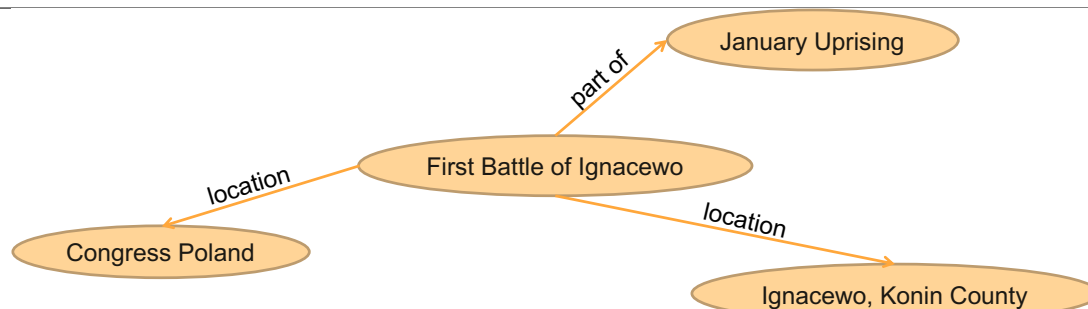 January Uprising
part of
First Battle of Ignacewo
location
location
Congress Poland
Ignacewo, Konin County